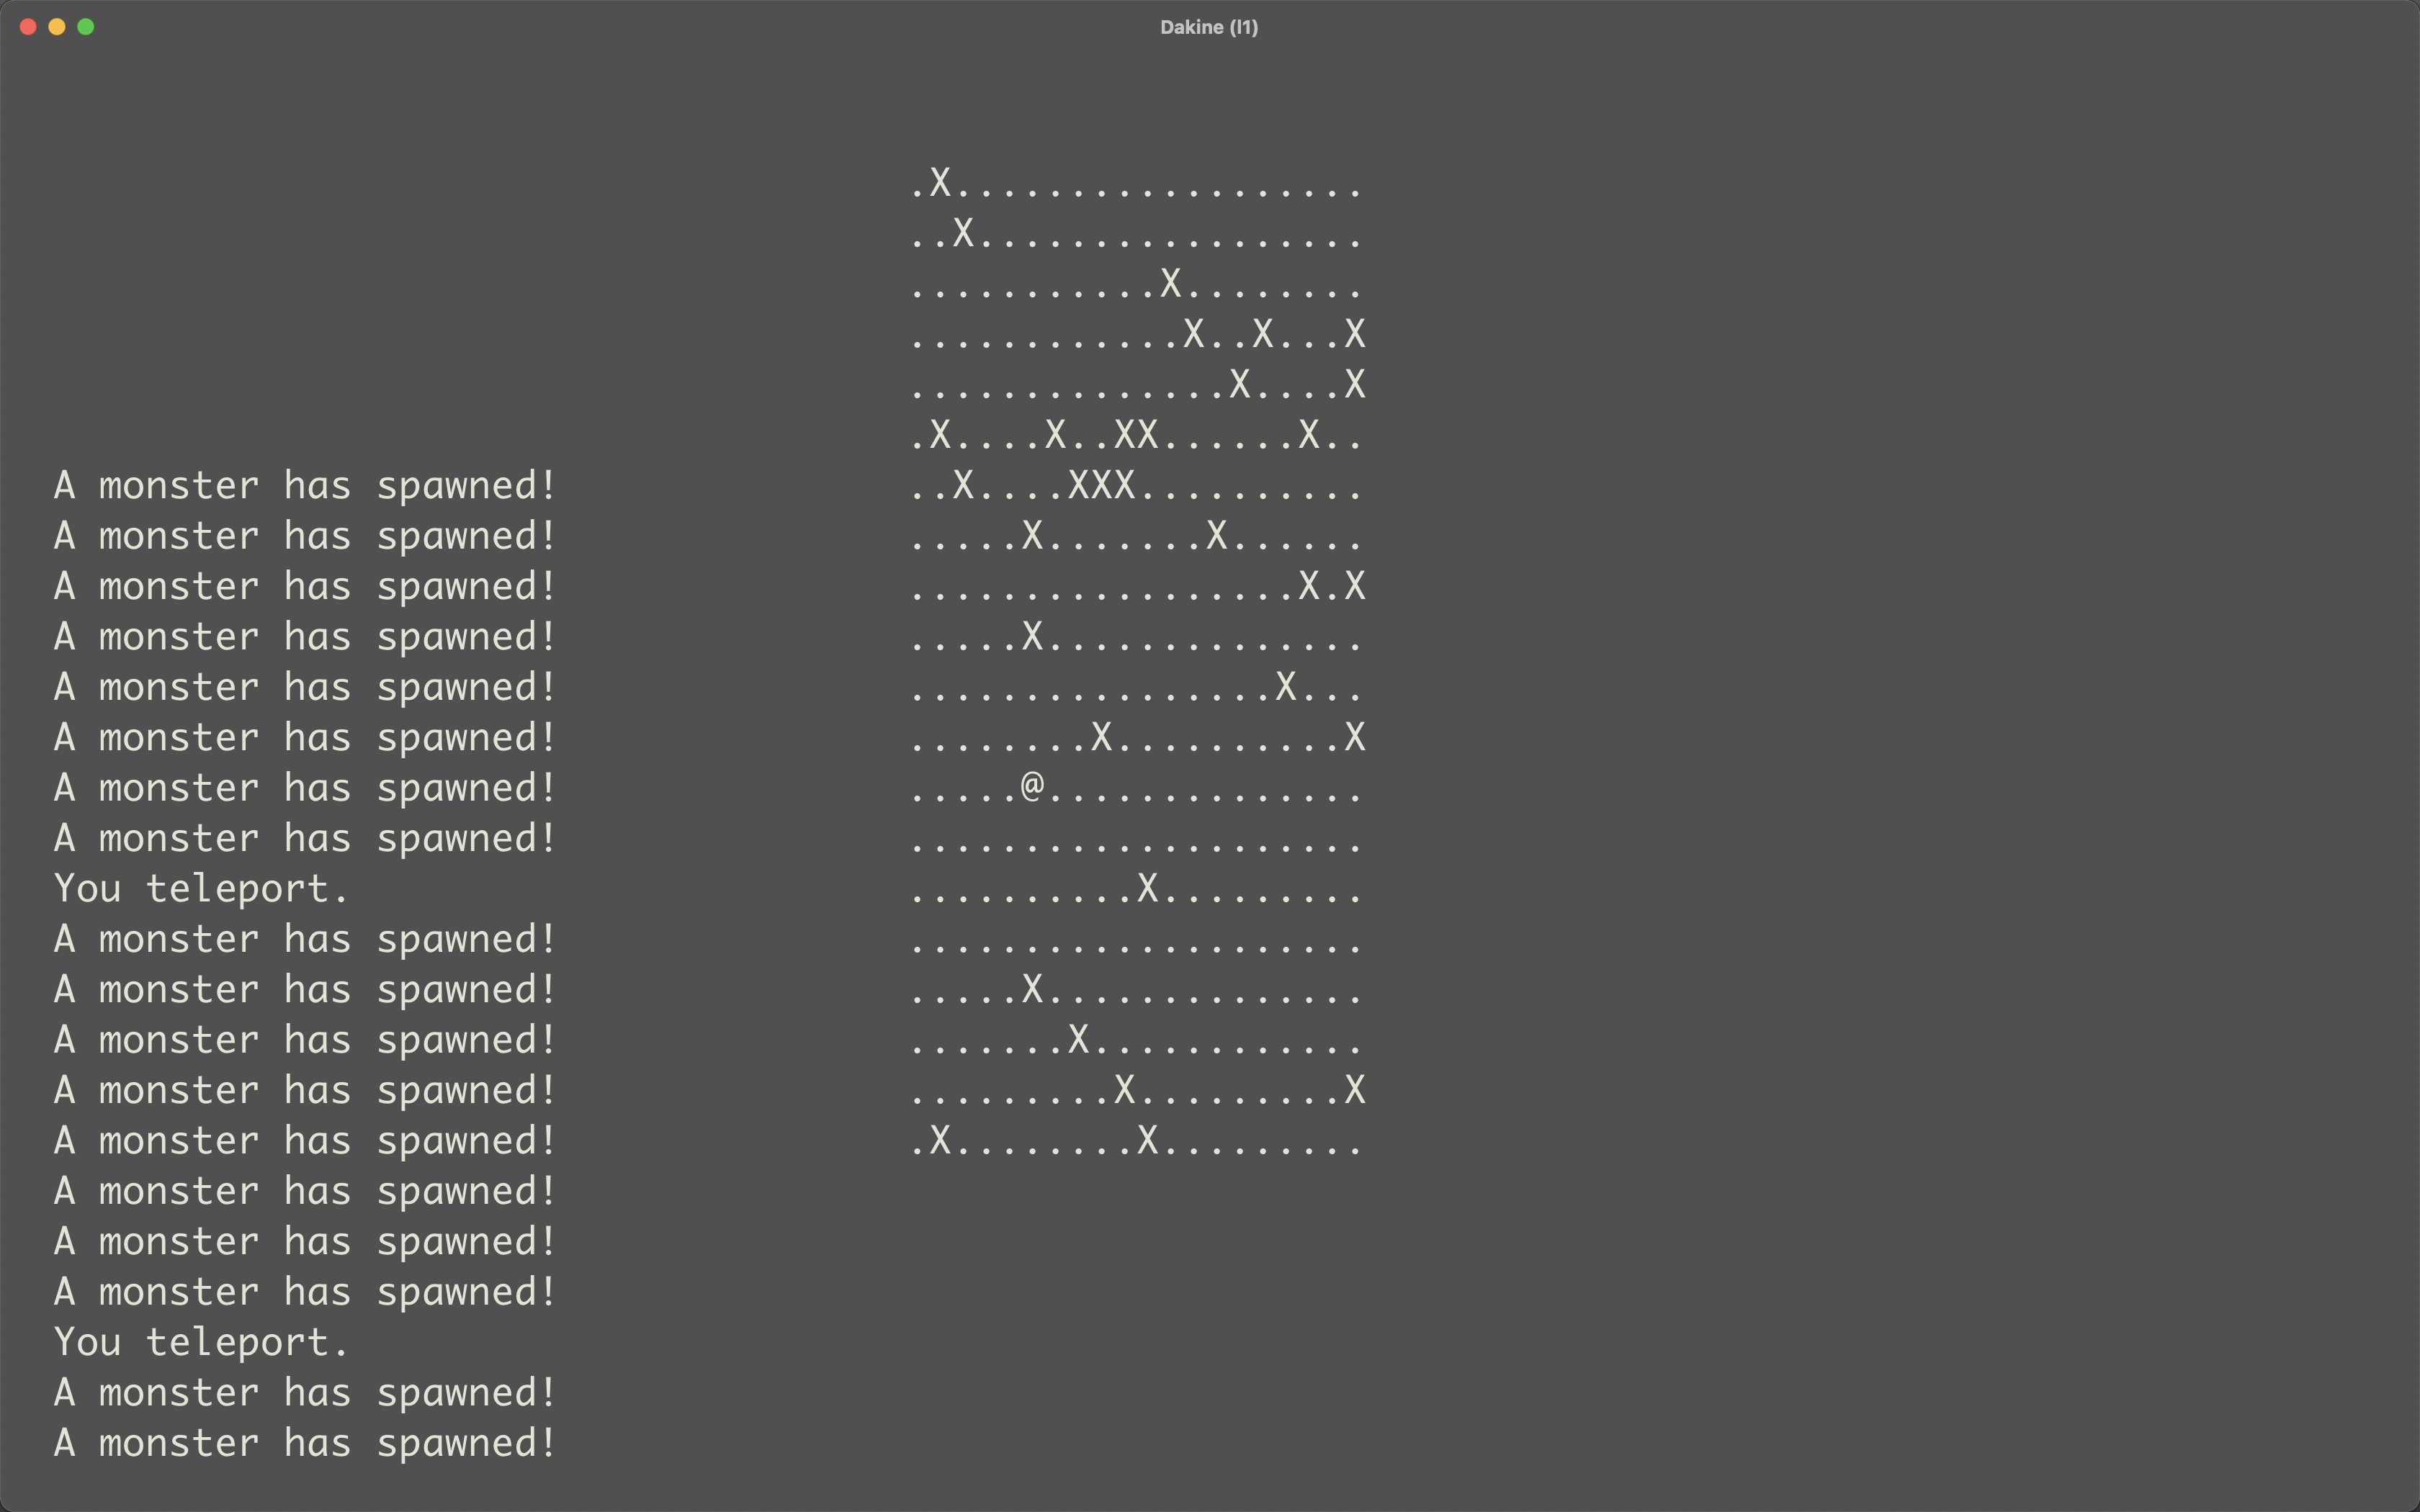 Dakine (l1)
.X..................
..X.................
...........X........
............X..X...X
..............X....X
.X....X..XX......X..
A monster has spawned! ..X....XXX..........
A monster has spawned! .....X.......X......
A monster has spawned! .................X.X
A monster has spawned! .....X..............
A monster has spawned! ................X...
A monster has spawned! ........X..........X
A monster has spawned! .....@..............
A monster has spawned! ....................
You teleport. ..........X.........
A monster has spawned! ....................
A monster has spawned! .....X..............
A monster has spawned! .......X............
A monster has spawned! .........X.........X
A monster has spawned! .X........X.........
A monster has spawned!
A monster has spawned!
A monster has spawned!
You teleport.
A monster has spawned!
A monster has spawned!